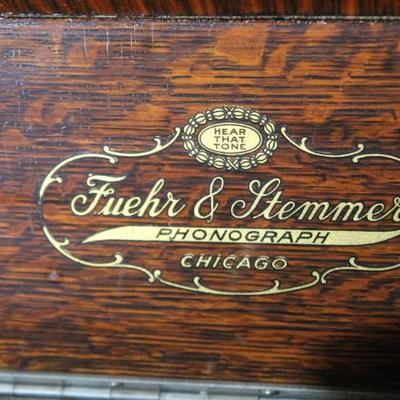 HEAR
THAT
TONE
Fuehr & Stemmer
PHONOGRAPH
CHICAGO